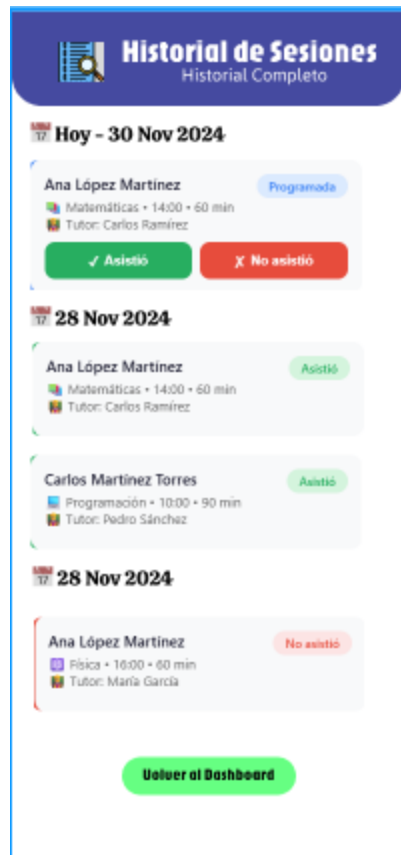 Historial de Sesiones
Historial Completo
17 Hoy - 30 Nov 2024
Ana López Martínez
Programada
Matemáticas • 14:00 • 60 min
Tutor: Carlos Ramírez
✓ Asistió
X No asistió
17 28 Nov 2024
Ana López Martínez
Asistió
Matemáticas • 14:00 • 60 min
Tutor: Carlos Ramírez
Carlos Martínez Torres
Asistió
Programación • 10:00 • 90 min
Tutor: Pedro Sánchez
17 28 Nov 2024
Ana López Martínez
No asistió
Física • 16:00 • 60 min
Tutor: María García
Volver al Dashboard